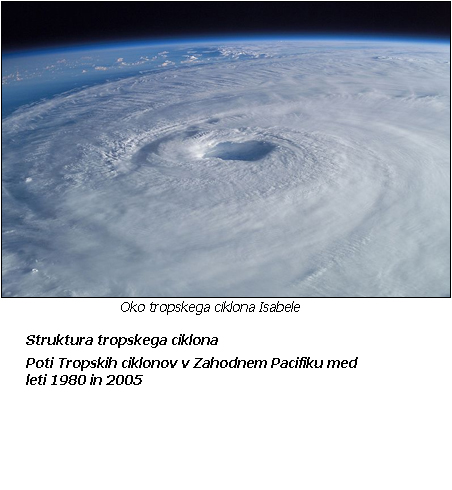 Oko tropskega ciklona Isabele
Struktura tropskega ciklona
Poti Tropskih ciklonov v Zahodnem Pacifiku med
leti 1980 in 2005